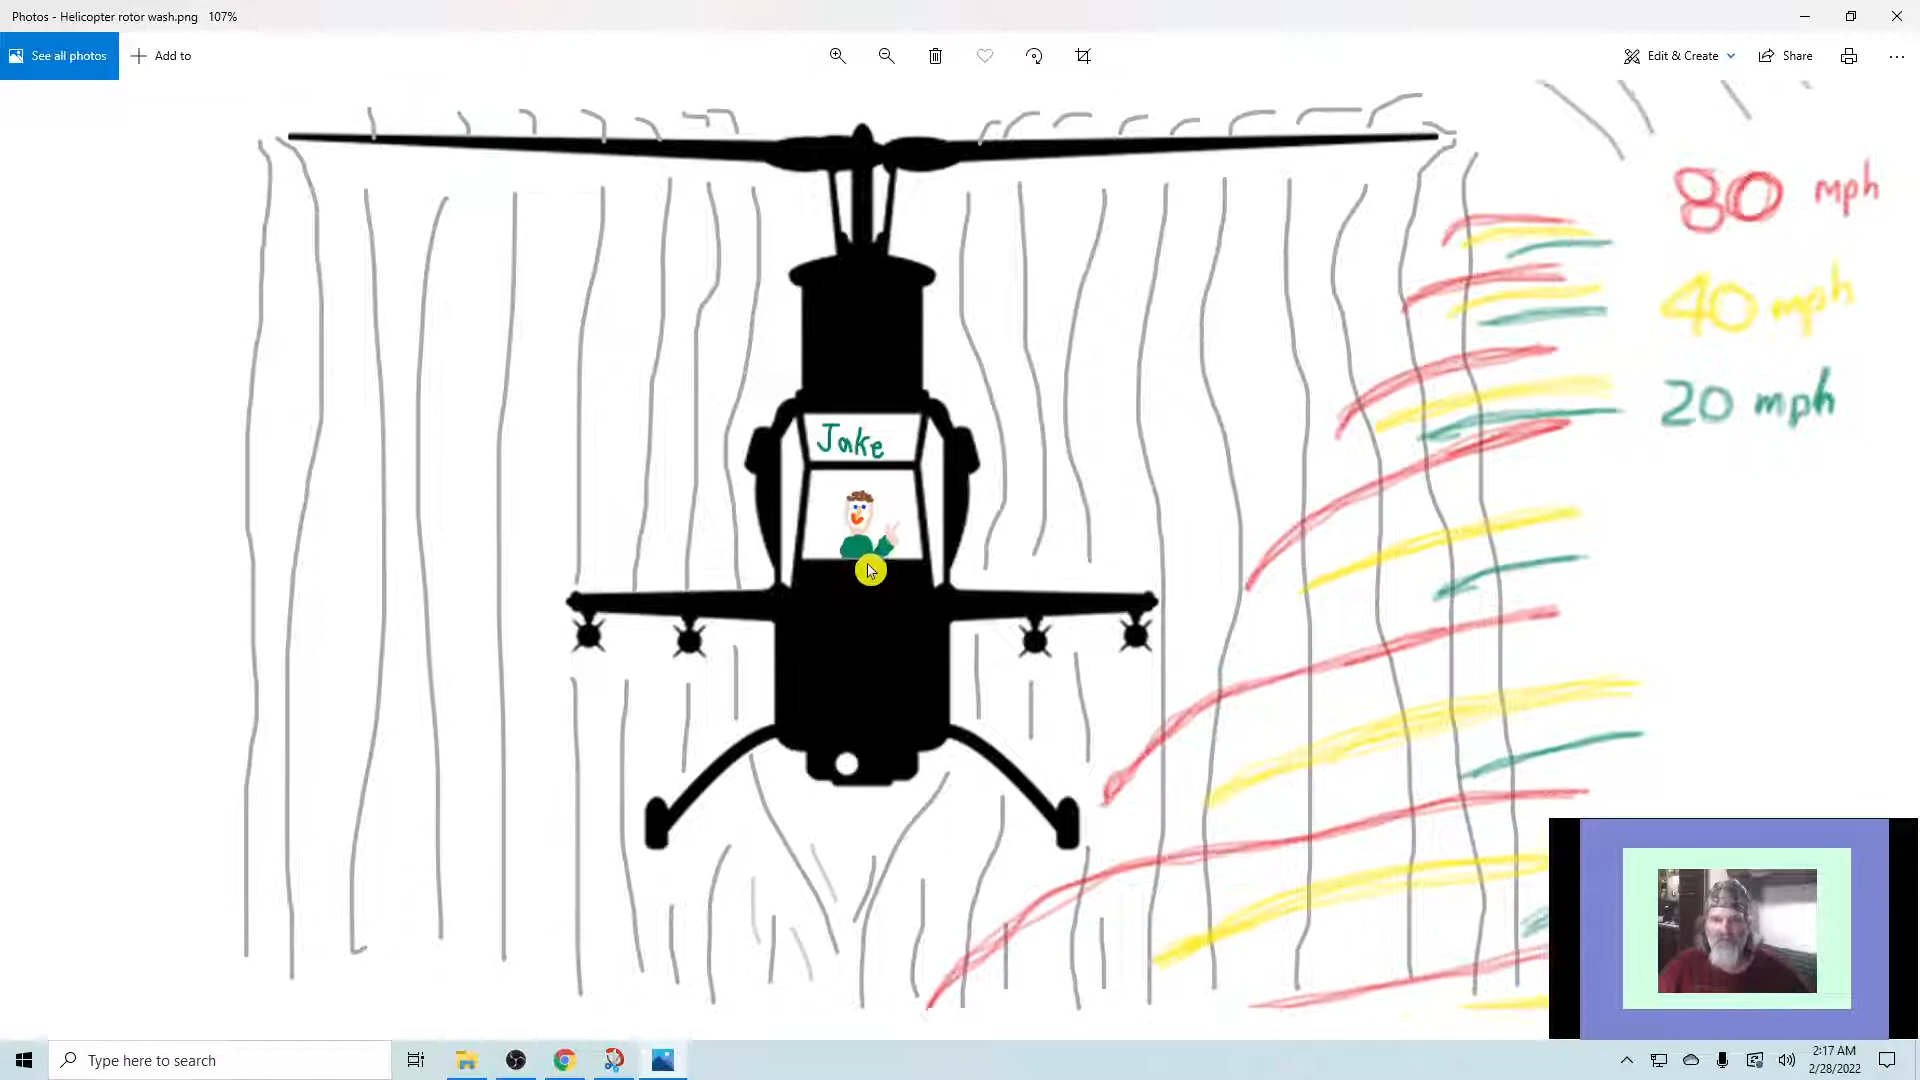 Photos - Helicopter rotor wash.png 107%
See all photos
Add to
Edit & Create
Share
80 mph
40 mph
20 mph
Jake
Type here to search
2:17 AM
2/28/2022